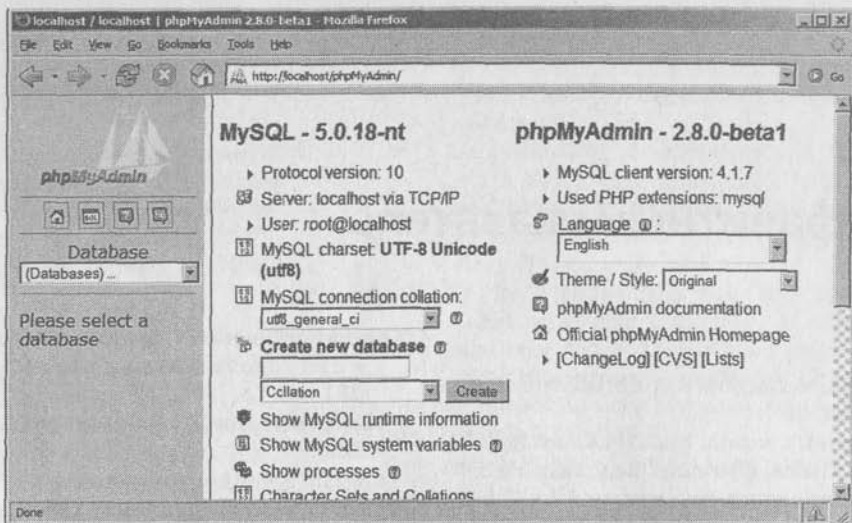 localhost / localhost | phpMyAdmin 2.8.0-beta1 - Mozilla Firefox
File Edit View Go Bookmarks Tools Help
http://localhost/phpMyAdmin/
Go
phpMyAdmin
Database
(Databases) ...
Please select a
database
MySQL - 5.0.18-nt
Protocol version: 10
Server: localhost via TCP/IP
User: root@localhost
MySQL charset: UTF-8 Unicode
(utf8)
MySQL connection collation:
utf8_general_ci
Create new database
Collation
Create
Show MySQL runtime information
Show MySQL system variables
Show processes
Character Sets and Collations
phpMyAdmin - 2.8.0-beta1
MySQL client version: 4.1.7
Used PHP extensions: mysql
Language :
English
Theme / Style: Original
phpMyAdmin documentation
Official phpMyAdmin Homepage
[ChangeLog] [CVS] [Lists]
Done